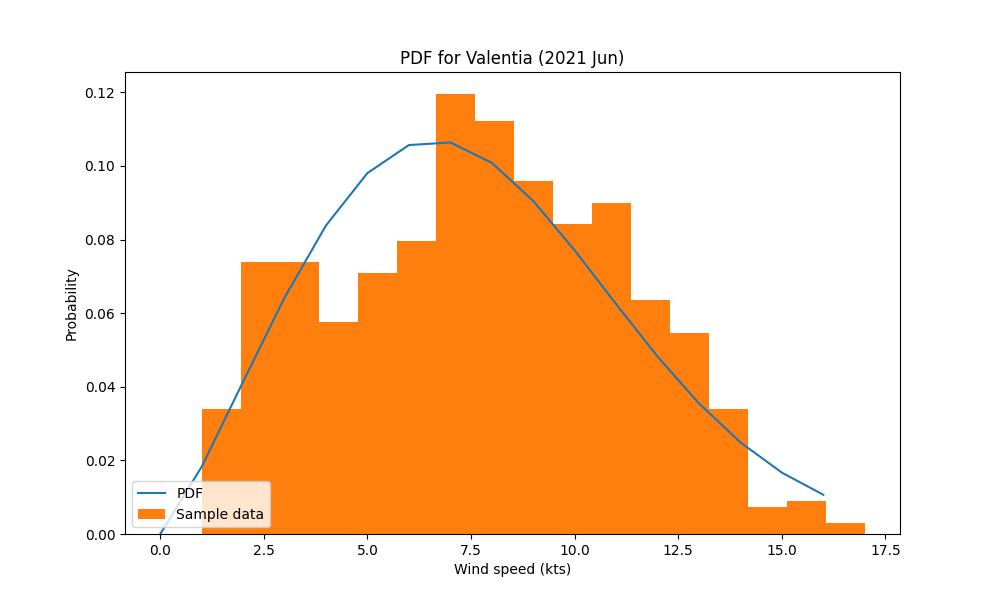 PDF for Valentia (2021 Jun)
0.12
0.10
0.08
0.06
0.04
0.02
0.00
Probability
PDF
Sample data
0.0 2.5 5.0 7.5 10.0 12.5 15.0 17.5
Wind speed (kts)